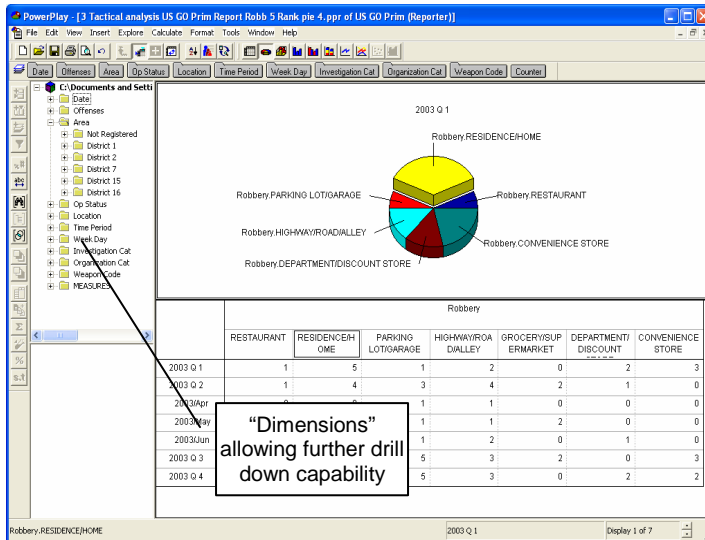 PowerPlay - [3 Tactical analysis US GO Prim Report Robb 5 Rank pie 4.ppr of US GO Prim (Reporter)]
File Edit View Insert Explore Calculate Format Tools Window Help
Date Offenses Area Op Status Location Time Period Week Day Investigation Cat Organization Cat Weapon Code Counter
C:\Documents and Setti
Date
Offenses
Area
Not Registered
District 1
District 2
District 7
District 15
District 16
Op Status
Location
Time Period
Week Day
Investigation Cat
Organization Cat
Weapon Code
MEASURES
2003 Q 1
Robbery.RESIDENCE/HOME
Robbery.PARKING LOT/GARAGE
Robbery.RESTAURANT
Robbery.HIGHWAY/ROAD/ALLEY
Robbery.CONVENIENCE STORE
Robbery.DEPARTMENT/DISCOUNT STORE
Robbery
RESTAURANT RESIDENCE/H PARKING HIGHWAY/ROA GROCERY/SUP DEPARTMENT/ CONVENIENCE
OME LOT/GARAGE D/ALLEY ERMARKET DISCOUNT STORE
2003 Q 1 1 5 1 2 0 2 3
2003 Q 2 1 4 3 4 2 1 0
2003/Apr 1 1 0 0 0
2003/May 1 1 2 0 0
2003/Jun 1 2 0 1 0
2003 Q 3 5 3 2 0 3
2003 Q 4 5 3 0 2 2
“Dimensions”
allowing further drill
down capability
Robbery.RESIDENCE/HOME 2003 Q 1 Display 1 of 7